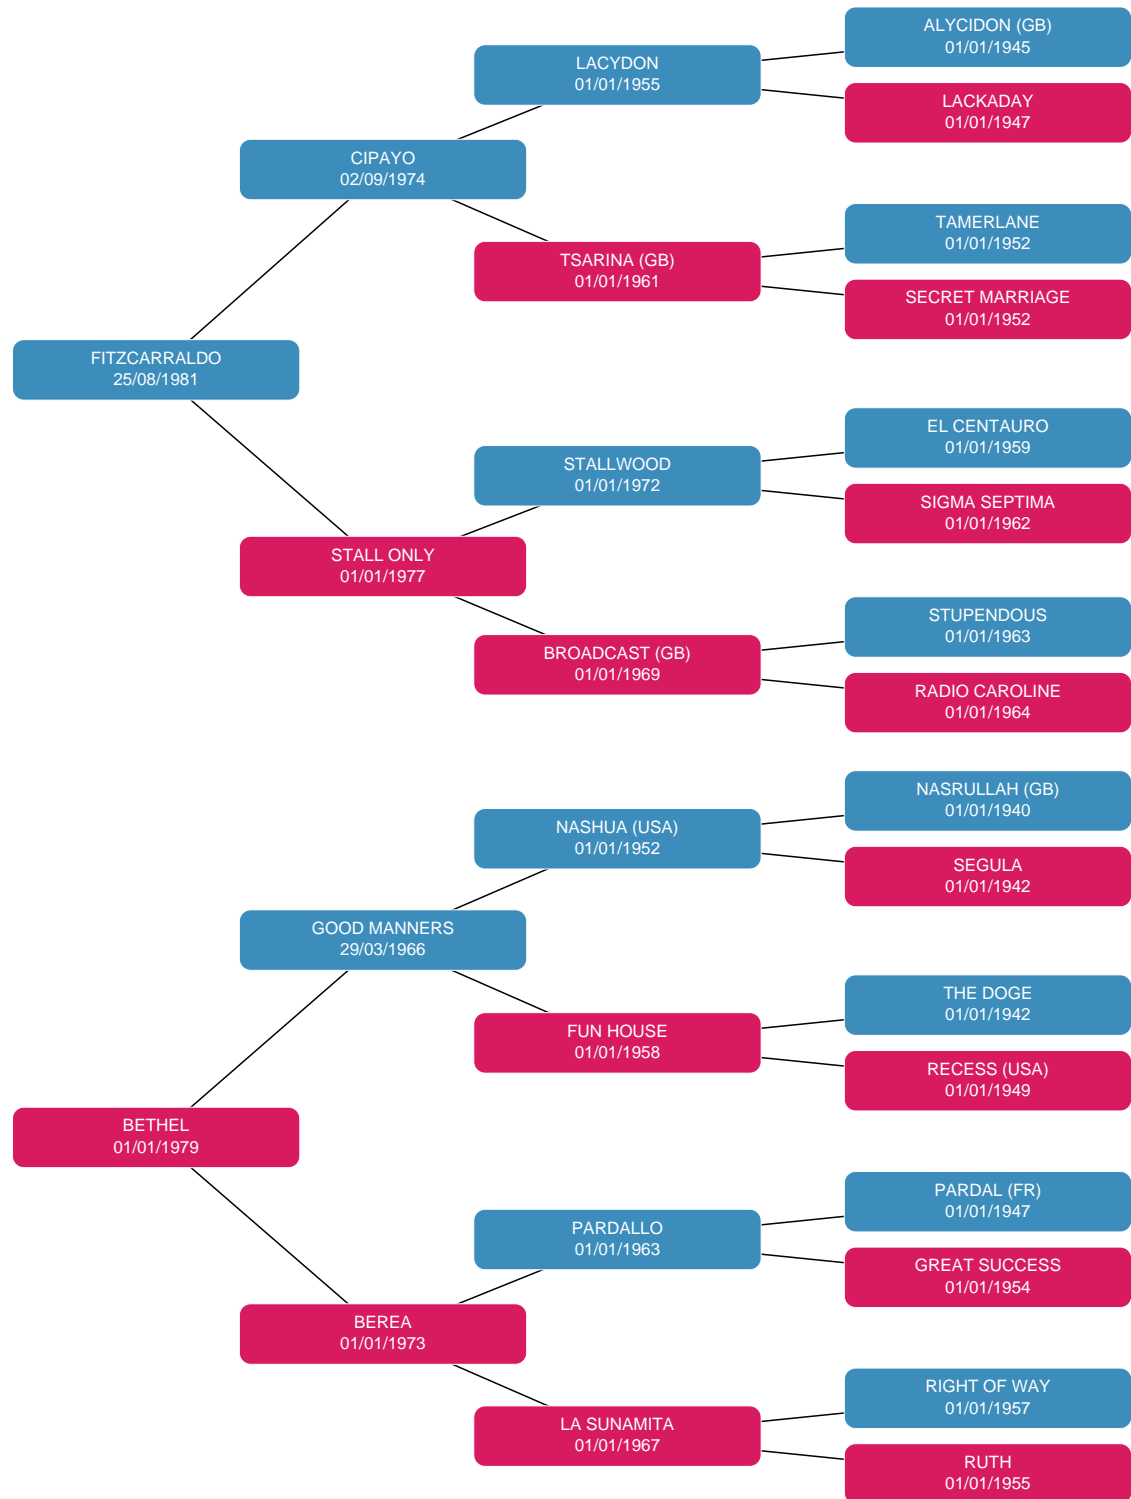 ALYCIDON (GB)
01/01/1945
LACYDON
01/01/1955
LACKADAY
01/01/1947
CIPAYO
02/09/1974
TAMERLANE
01/01/1952
TSARINA (GB)
01/01/1961
SECRET MARRIAGE
01/01/1952
FITZCARRALDO
25/08/1981
EL CENTAURO
01/01/1959
STALLWOOD
01/01/1972
SIGMA SEPTIMA
01/01/1962
STALL ONLY
01/01/1977
STUPENDOUS
01/01/1963
BROADCAST (GB)
01/01/1969
RADIO CAROLINE
01/01/1964
NASRULLAH (GB)
01/01/1940
NASHUA (USA)
01/01/1952
SEGULA
01/01/1942
GOOD MANNERS
29/03/1966
THE DOGE
01/01/1942
FUN HOUSE
01/01/1958
RECESS (USA)
01/01/1949
BETHEL
01/01/1979
PARDAL (FR)
01/01/1947
PARDALLO
01/01/1963
GREAT SUCCESS
01/01/1954
BEREA
01/01/1973
RIGHT OF WAY
01/01/1957
LA SUNAMITA
01/01/1967
RUTH
01/01/1955